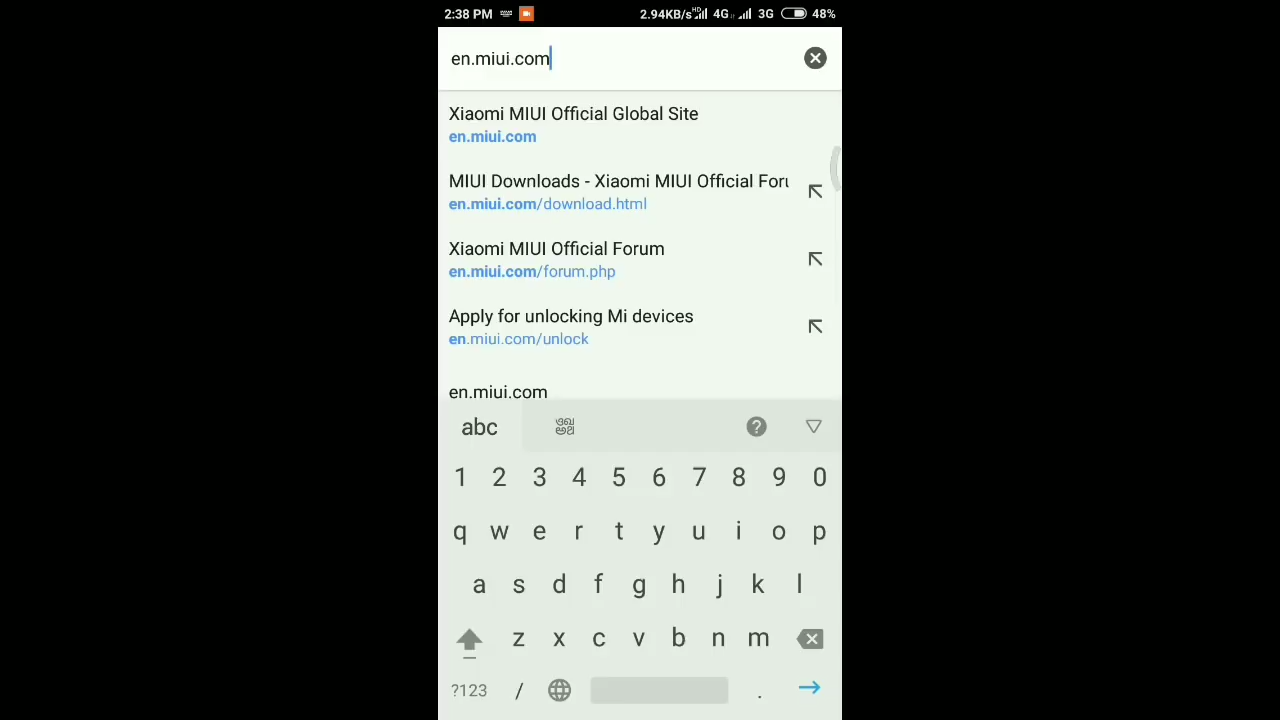 2:38 PM 2.94KB/s HD 4G 3G 48%
en.miui.com
Xiaomi MIUI Official Global Site
en.miui.com
MIUI Downloads - Xiaomi MIUI Official Foru
en.miui.com/download.html
Xiaomi MIUI Official Forum
en.miui.com/forum.php
Apply for unlocking Mi devices
en.miui.com/unlock
en.miui.com
abc ?
1 2 3 4 5 6 7 8 9 0
q w e r t y u i o p
a s d f g h j k l
z x c v b n m
?123 / .